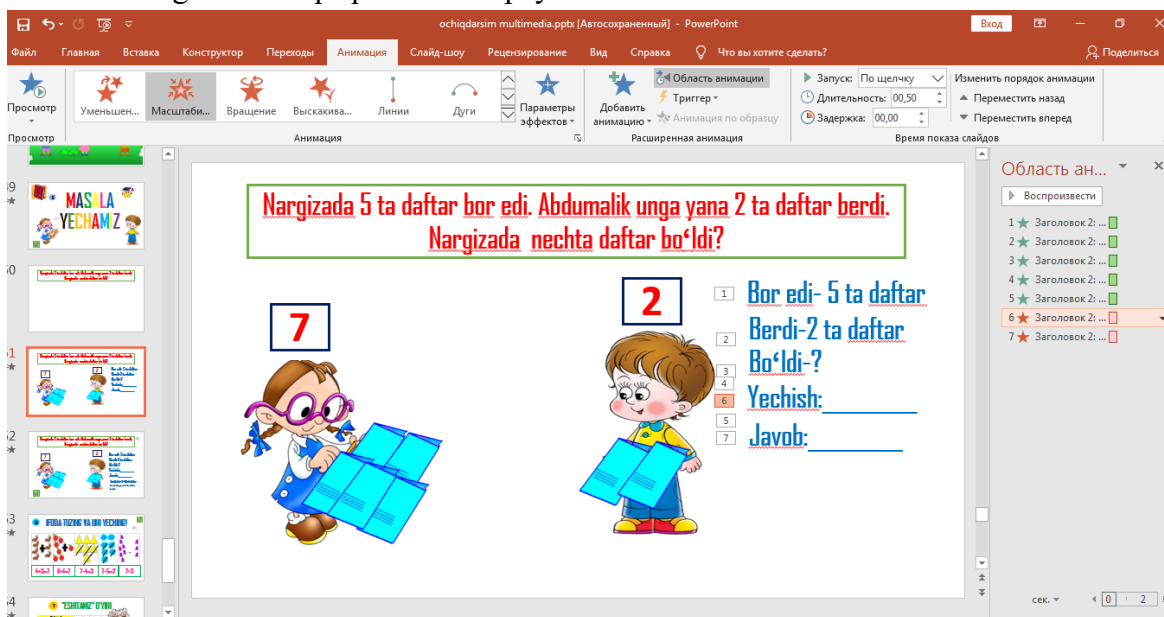 ochiqdarsim multimedia.pptx [Автосохраненный] - PowerPoint
Вход
Файл Главная Вставка Конструктор Переходы Анимация Слайд-шоу Рецензирование Вид Справка Что вы хотите сделать? Поделиться
Просмотр
Уменьшен... Масштаби... Вращение Выскакива... Линии Дуги
Параметры эффектов
Добавить анимацию
Область анимации
Триггер
Анимация по образцу
Запуск: По щелчку
Длительность: 00,50
Задержка: 00,00
Изменить порядок анимации
Переместить назад
Переместить вперед
Просмотр Анимация Расширенная анимация Время показа слайдов
MASALA
YECHAMIZ
IFODA TUZING VA UNI YECHING!
"ESHITAMIZ" O'YINI
Nargizada 5 ta daftar bor edi. Abdumalik unga yana 2 ta daftar berdi.
Nargizada nechta daftar bo‘ldi?
7
2
1 Bor edi- 5 ta daftar
2 Berdi-2 ta daftar
3 Bo‘ldi-?
4
6 Yechish:________
5
7 Javob:________
Область ан...
Воспроизвести
1 Заголовок 2: ...
2 Заголовок 2: ...
3 Заголовок 2: ...
4 Заголовок 2: ...
5 Заголовок 2: ...
6 Заголовок 2: ...
7 Заголовок 2: ...
сек. 0 2